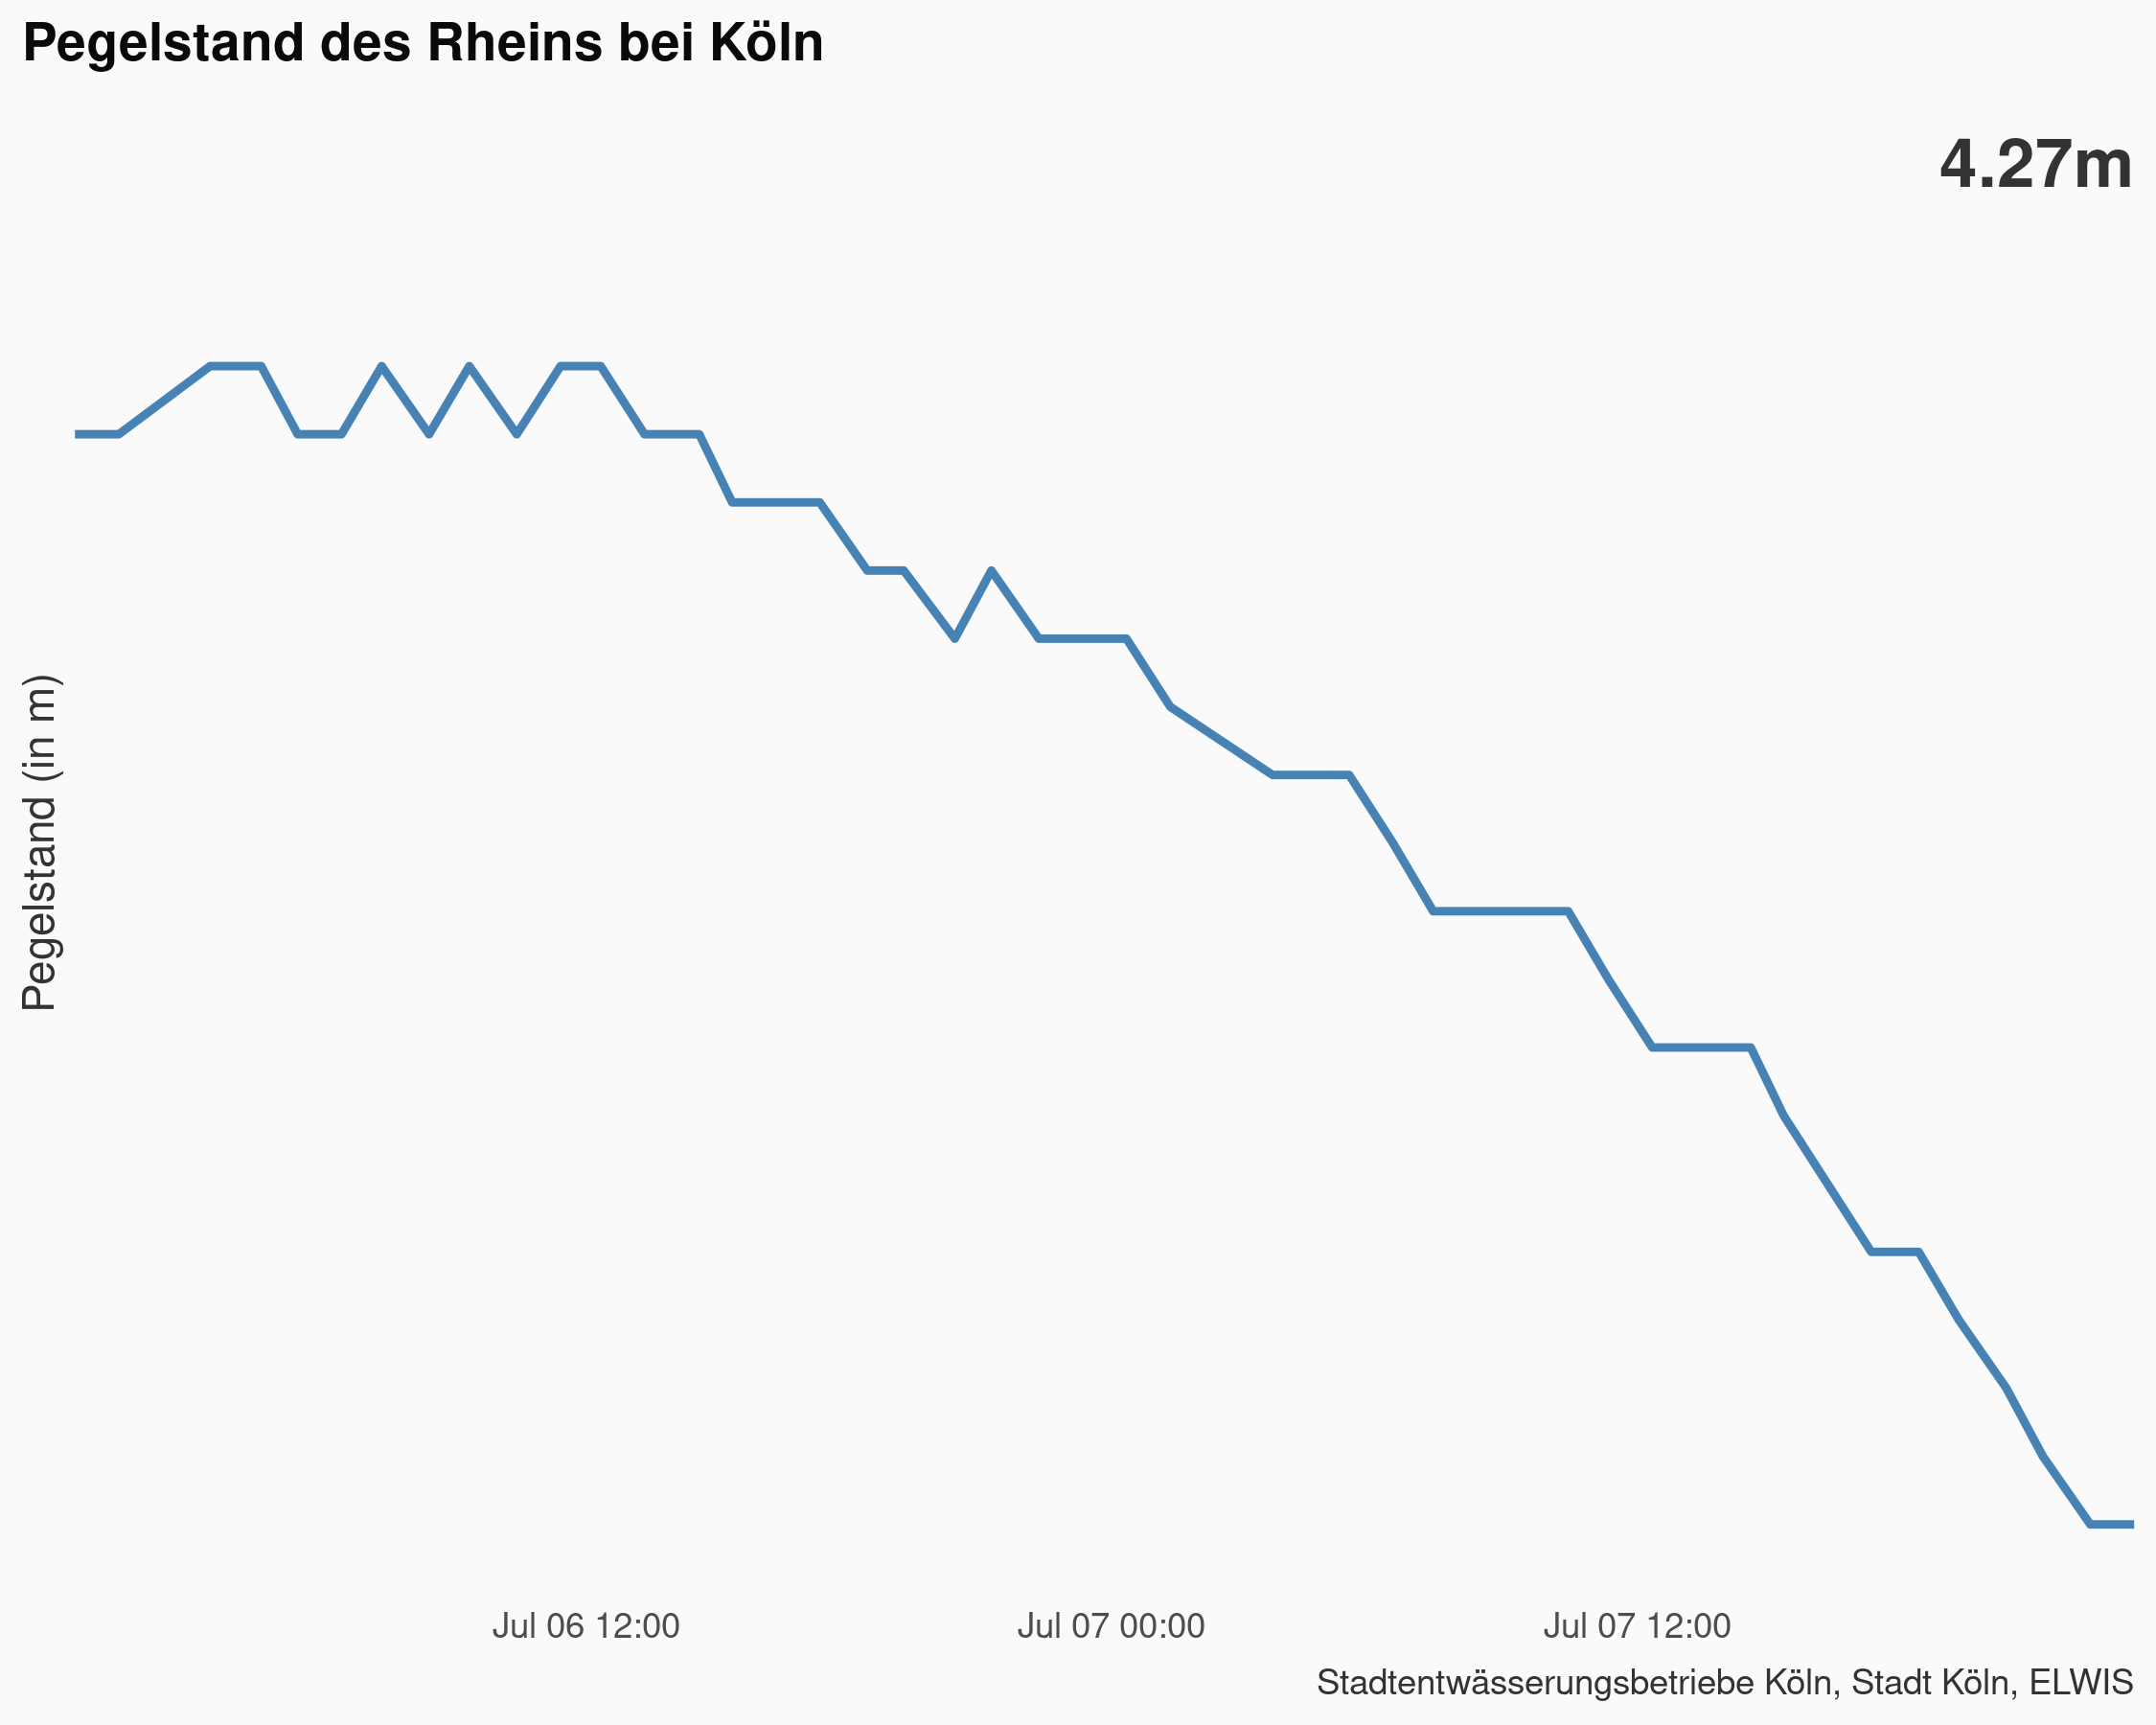 Pegelstand des Rheins bei Köln
4.27m
Pegelstand (in m)
Jul 06 12:00
Jul 07 00:00
Jul 07 12:00
Stadtentwässerungsbetriebe Köln, Stadt Köln, ELWIS